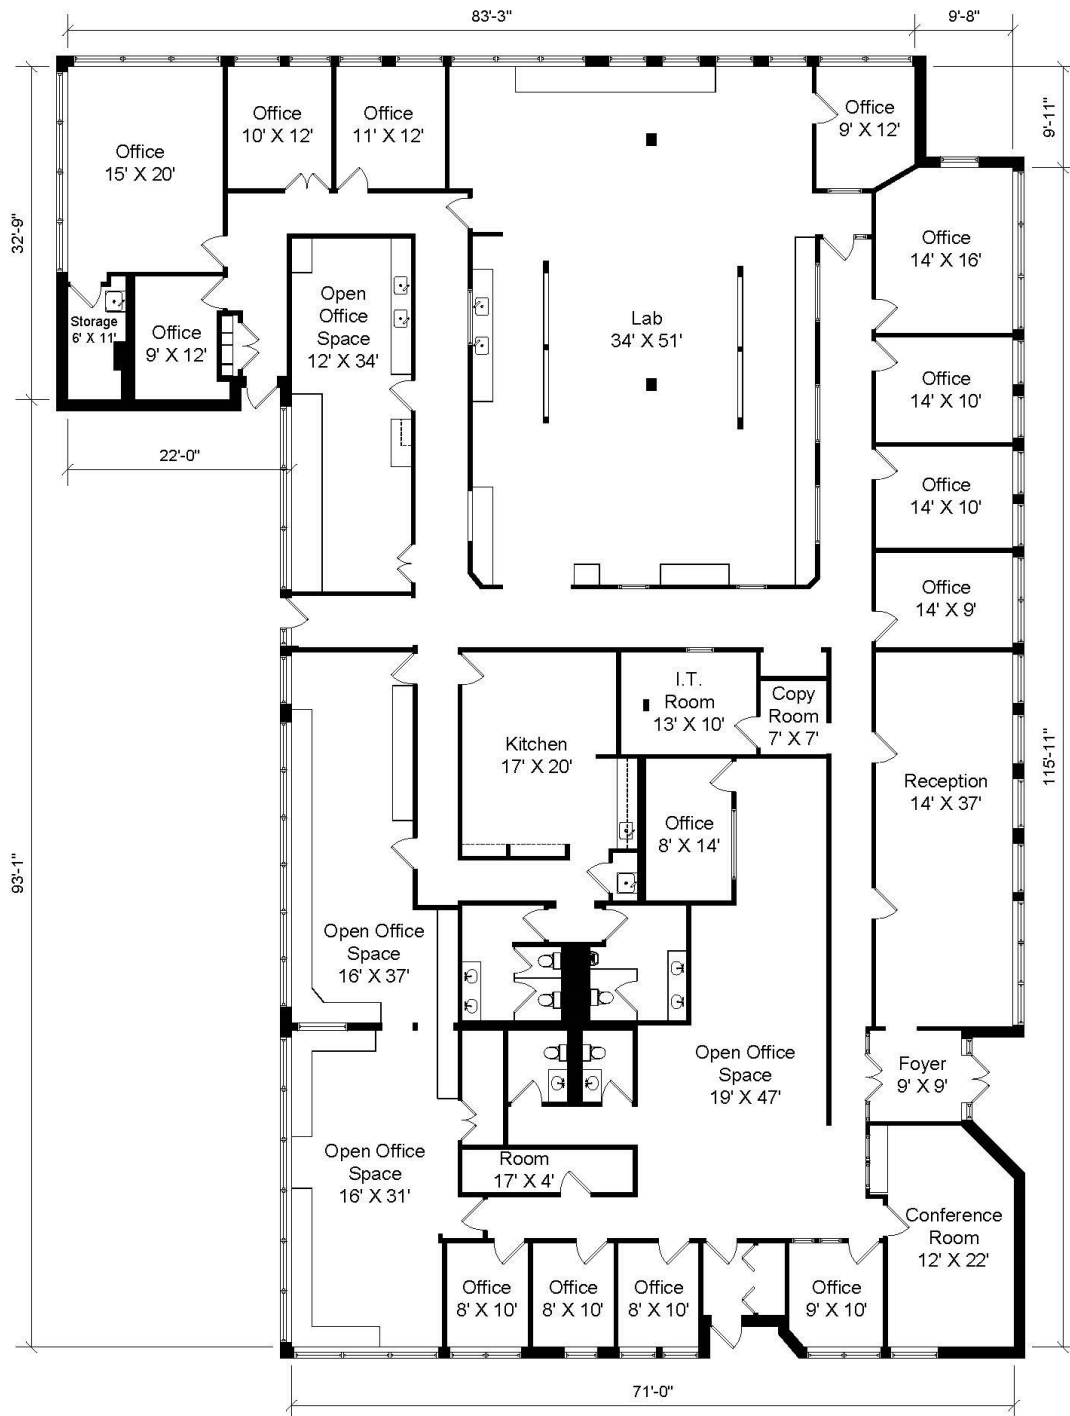 83'-3"
9'-8"
9'-11"
32'-9"
Office
15' X 20'
Office
10' X 12'
Office
11' X 12'
Office
9' X 12'
Office
14' X 16'
Storage
6' X 11'
Office
9' X 12'
Open
Office
Space
12' X 34'
Lab
34' X 51'
Office
14' X 10'
22'-0"
Office
14' X 10'
Office
14' X 9'
I.T.
Room
13' X 10'
Copy
Room
7' X 7'
Kitchen
17' X 20'
Reception
14' X 37'
115'-11"
Office
8' X 14'
93'-1"
Open Office
Space
16' X 37'
Open Office
Space
19' X 47'
Foyer
9' X 9'
Open Office
Space
16' X 31'
Room
17' X 4'
Conference
Room
12' X 22'
Office
8' X 10'
Office
8' X 10'
Office
8' X 10'
Office
9' X 10'
71'-0"